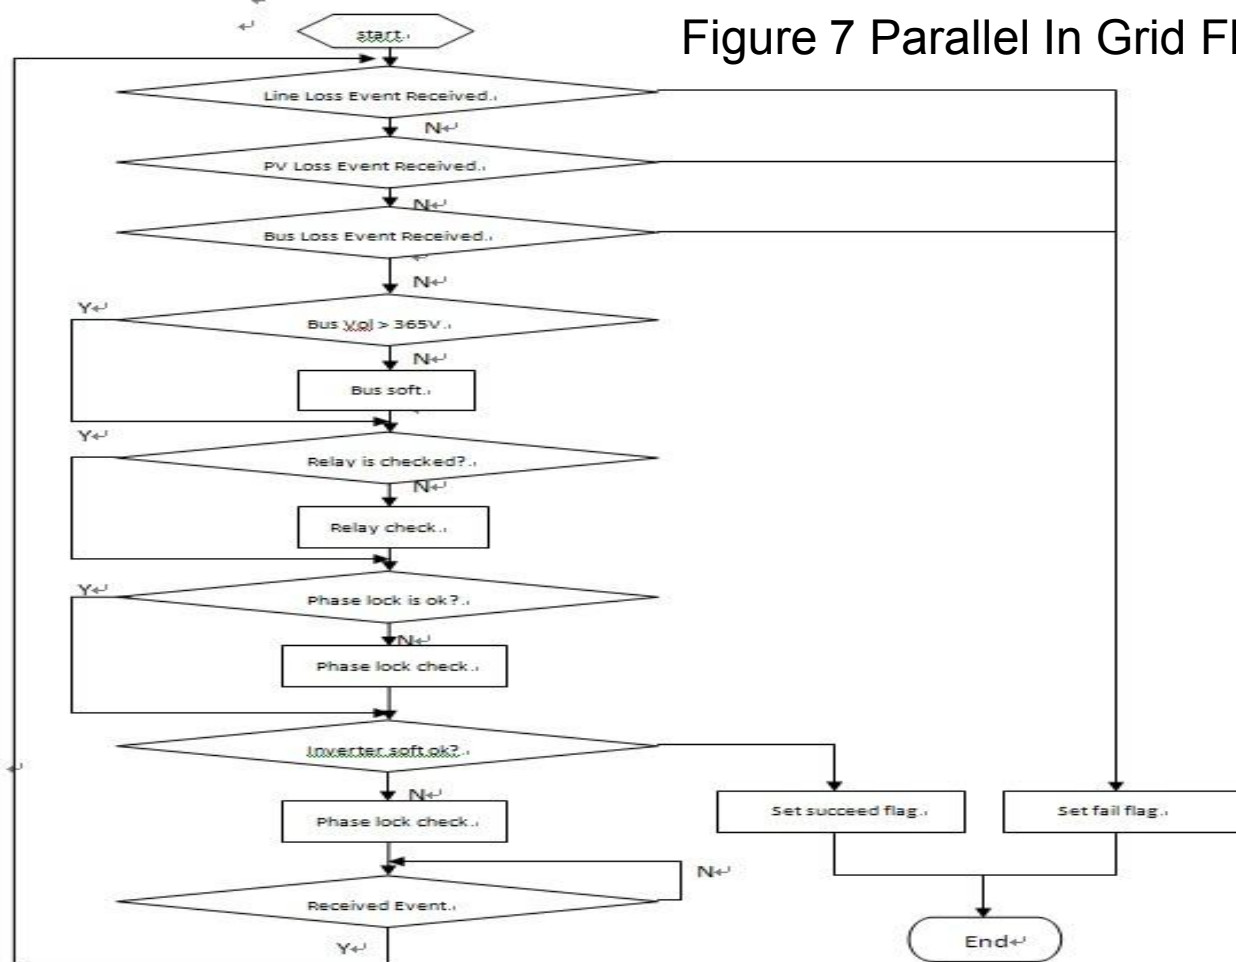 Figure 7 Parallel In Grid Fl
start
Line Loss Event Received.
N
PV Loss Event Received.
N
Bus Loss Event Received.
N
Y
Bus Vol > 365V
N
Bus soft
Y
Relay is checked?
N
Relay check
Y
Phase lock is ok?
N
Phase lock check
Inverter soft ok?
N
Phase lock check
Set succeed flag
Set fail flag
N
Received Event
Y
End